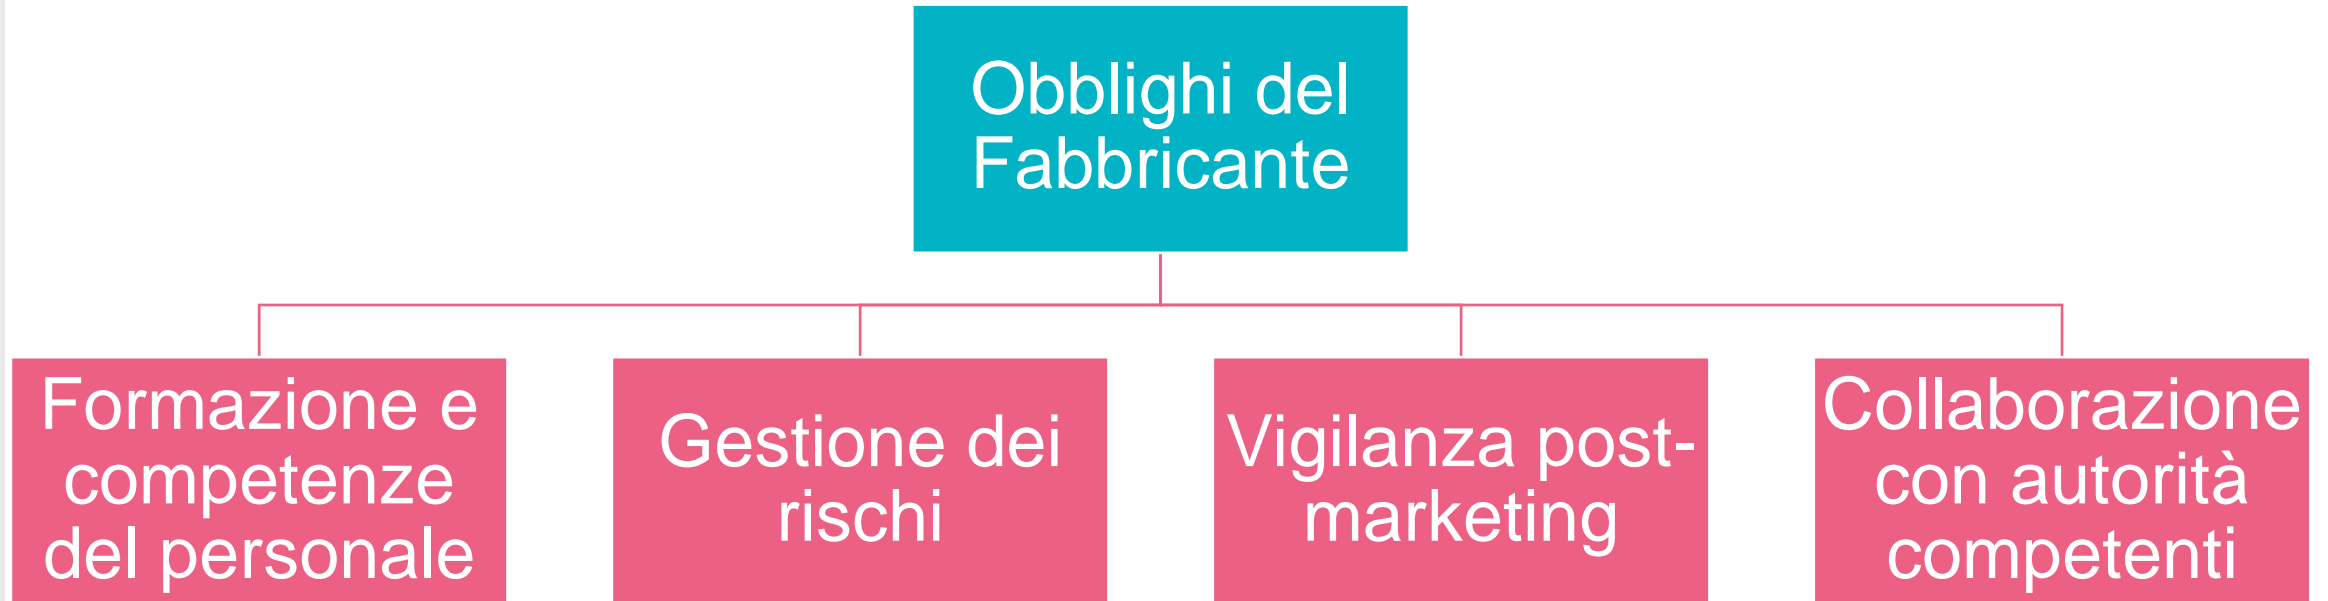 Obblighi del
Fabbricante
Formazione e
competenze
del personale
Gestione dei
rischi
Vigilanza post-
marketing
Collaborazione
con autorità
competenti